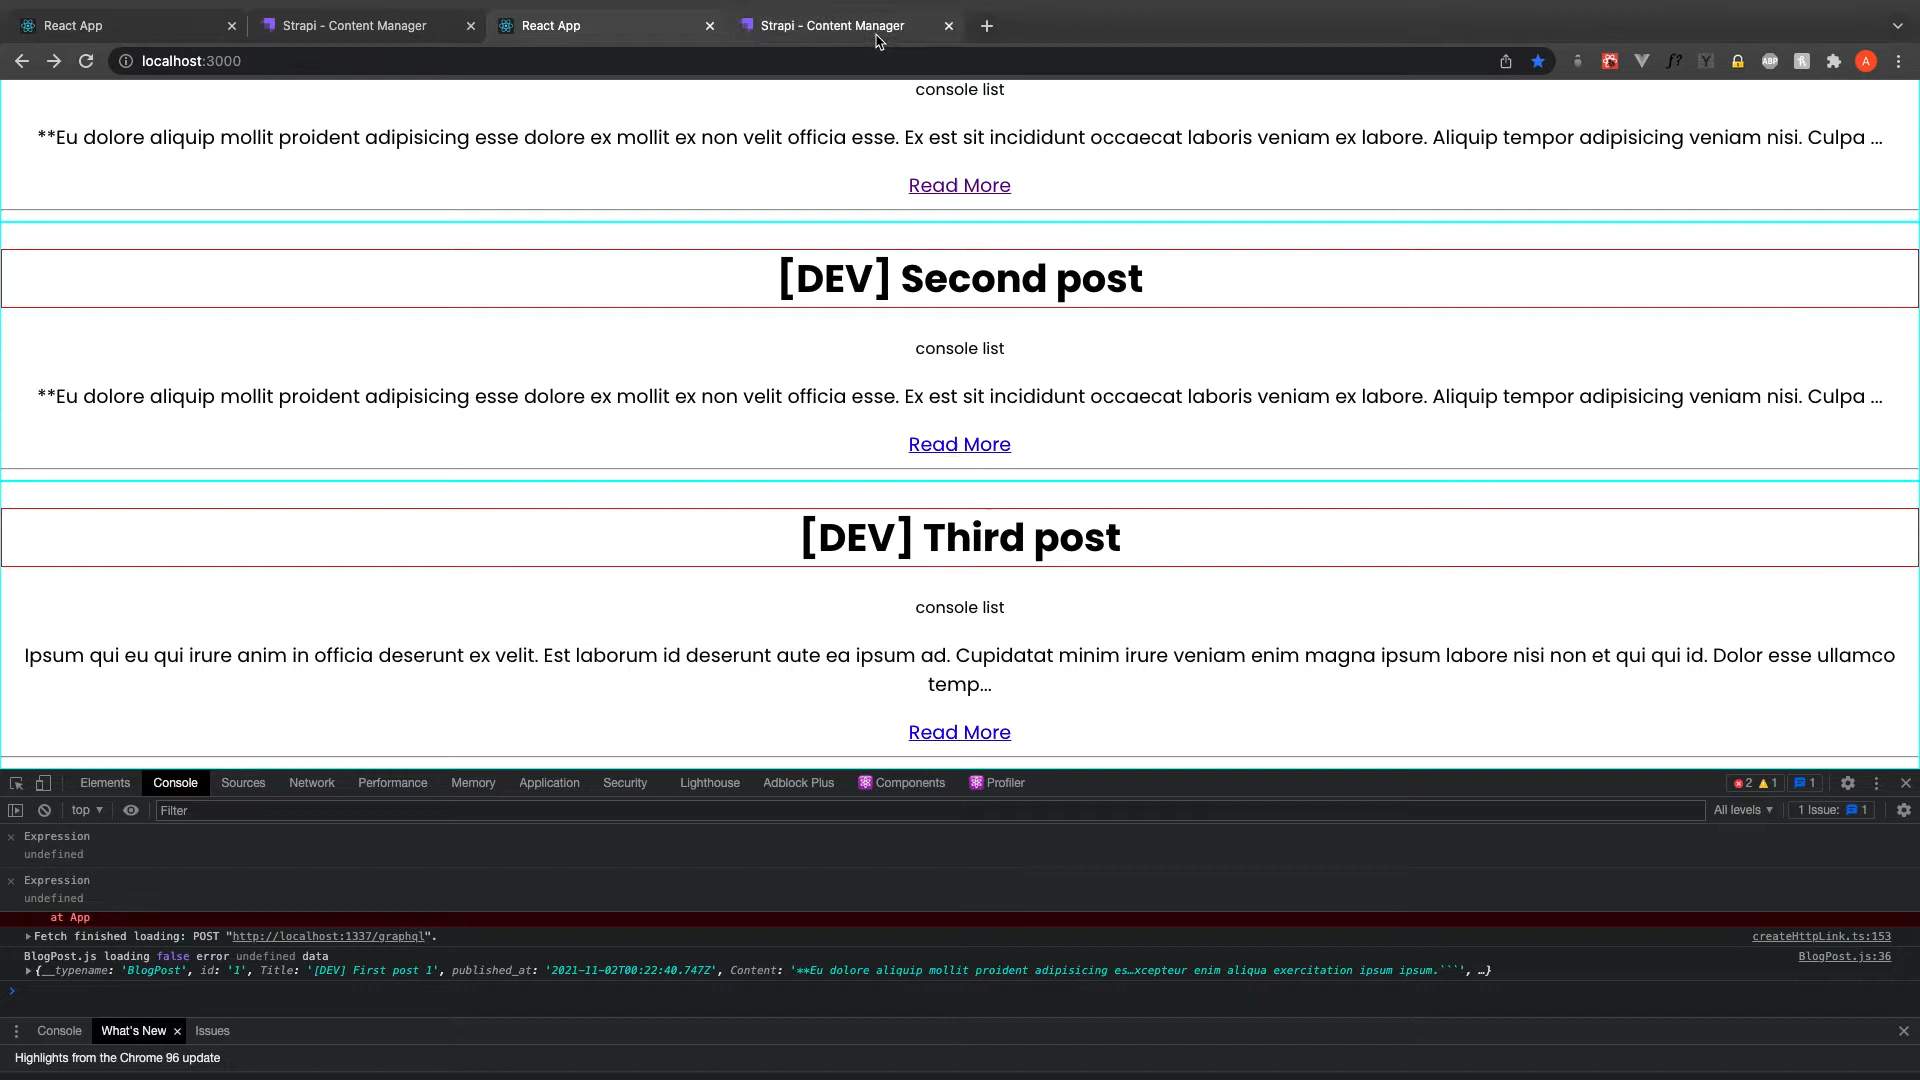 React App
Strapi - Content Manager
React App
Strapi - Content Manager
localhost:3000
console list
**Eu dolore aliquip mollit proident adipisicing esse dolore ex mollit ex non velit officia esse. Ex est sit incididunt occaecat laboris veniam ex labore. Aliquip tempor adipisicing veniam nisi. Culpa ...
Read More
[DEV] Second post
console list
**Eu dolore aliquip mollit proident adipisicing esse dolore ex mollit ex non velit officia esse. Ex est sit incididunt occaecat laboris veniam ex labore. Aliquip tempor adipisicing veniam nisi. Culpa ...
Read More
[DEV] Third post
console list
Ipsum qui eu qui irure anim in officia deserunt ex velit. Est laborum id deserunt aute ea ipsum ad. Cupidatat minim irure veniam enim magna ipsum labore nisi non et qui qui id. Dolor esse ullamco
temp...
Read More
Elements Console Sources Network Performance Memory Application Security Lighthouse Adblock Plus Components Profiler 2 1 1
top Filter All levels 1 Issue: 1
Expression
undefined
Expression
undefined
at App
Fetch finished loading: POST "http://localhost:1337/graphql". createHttpLink.ts:153
BlogPost.js loading false error undefined data BlogPost.js:36
{__typename: 'BlogPost', id: '1', Title: '[DEV] First post 1', published_at: '2021-11-02T00:22:40.747Z', Content: '**Eu dolore aliquip mollit proident adipisicing es…xcepteur enim aliqua exercitation ipsum ipsum.```', …}
Console What's New Issues
Highlights from the Chrome 96 update